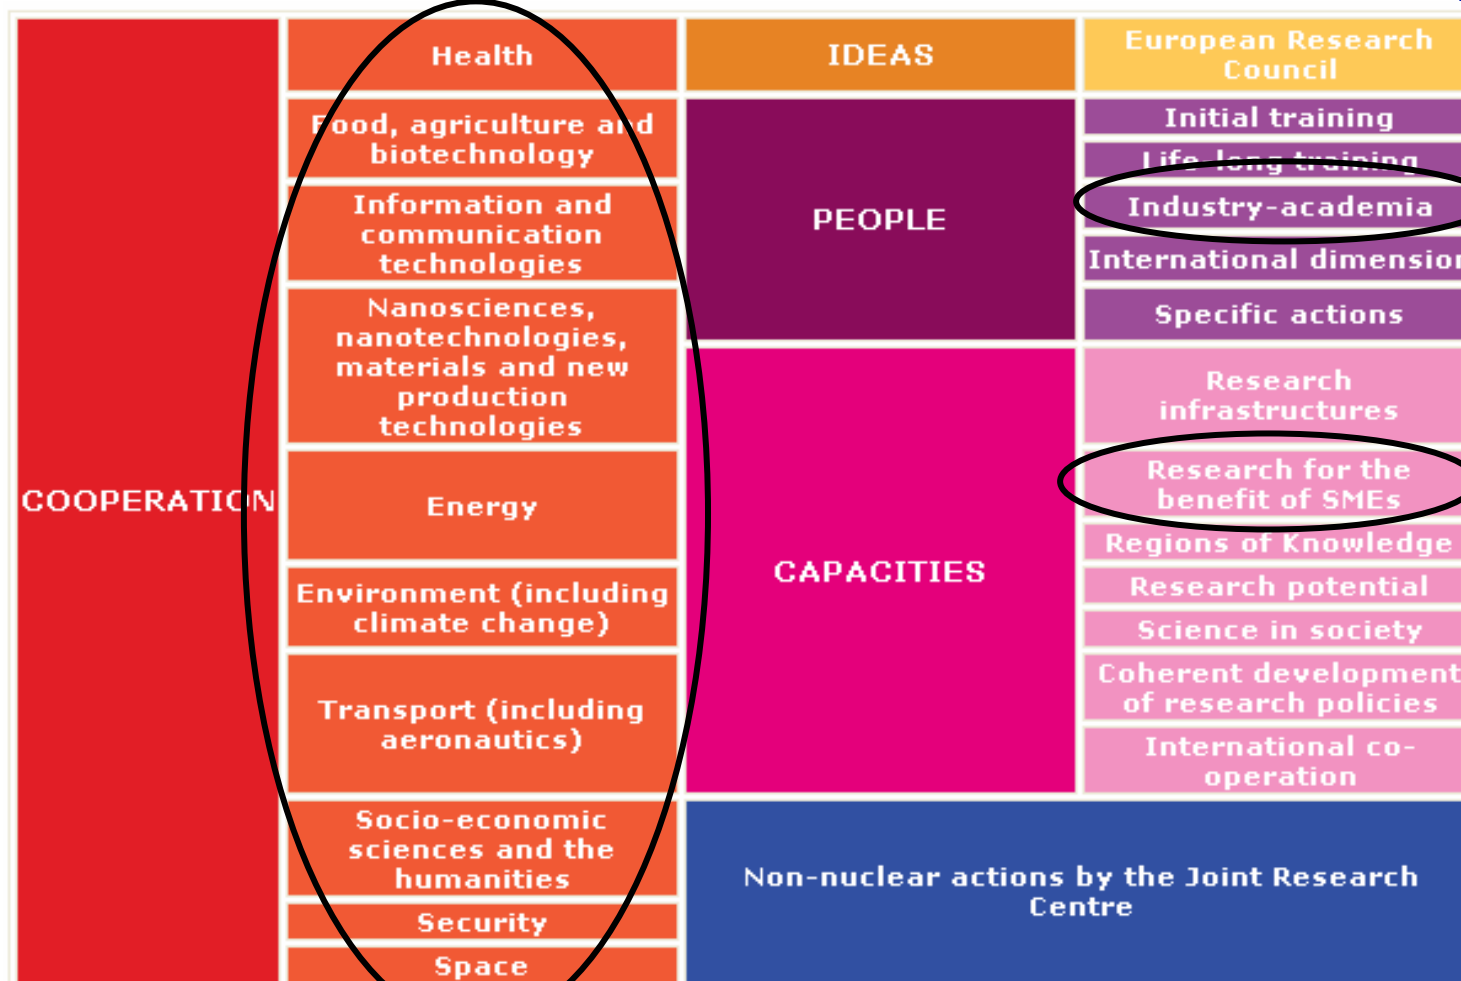 COOPERATION
Health
Food, agriculture and
biotechnology
Information and
communication
technologies
Nanosciences,
nanotechnologies,
materials and new
production
technologies
Energy
Environment (including
climate change)
Transport (including
aeronautics)
Socio-economic
sciences and the
humanities
Security
Space
IDEAS
European Research
Council
PEOPLE
Initial training
Life-long training
Industry-academia
International dimension
Specific actions
CAPACITIES
Research
infrastructures
Research for the
benefit of SMEs
Regions of Knowledge
Research potential
Science in society
Coherent development
of research policies
International co-
operation
Non-nuclear actions by the Joint Research
Centre